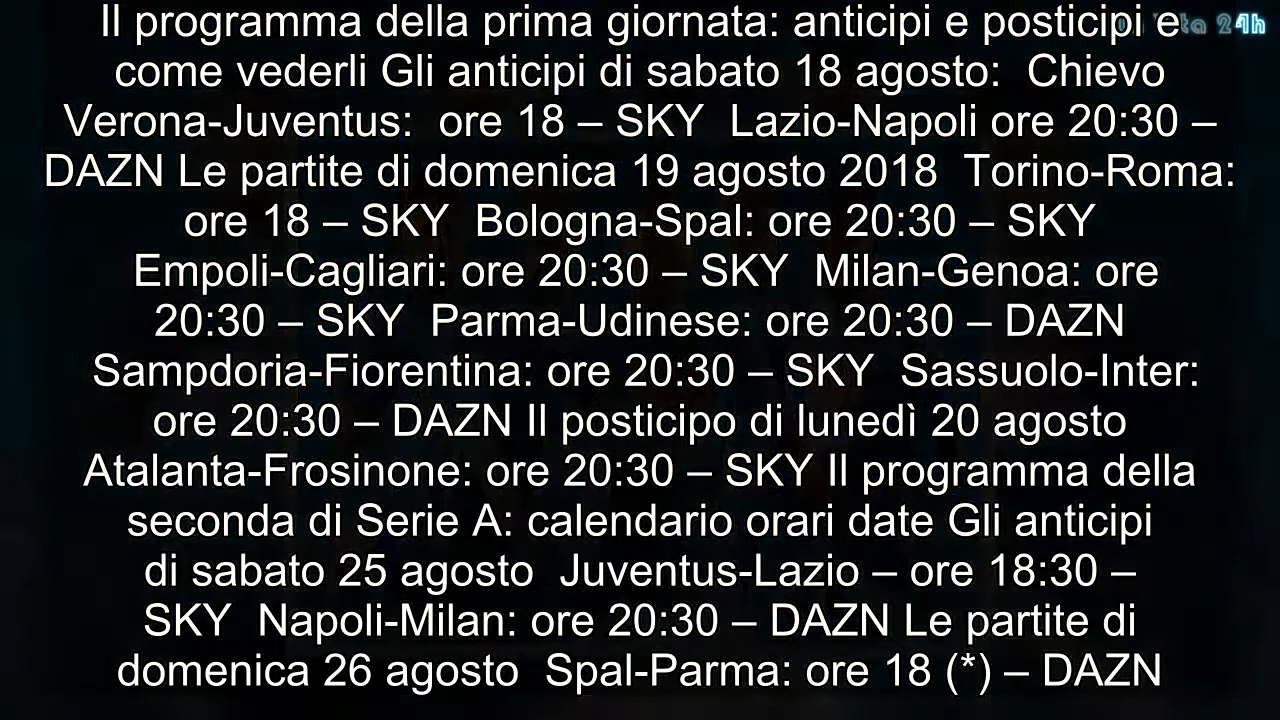 Il programma della prima giornata: anticipi e posticipi e
come vederli Gli anticipi di sabato 18 agosto:  Chievo
Verona-Juventus:  ore 18 – SKY  Lazio-Napoli ore 20:30 –
DAZN Le partite di domenica 19 agosto 2018  Torino-Roma:
ore 18 – SKY  Bologna-Spal: ore 20:30 – SKY
Empoli-Cagliari: ore 20:30 – SKY  Milan-Genoa: ore
20:30 – SKY  Parma-Udinese: ore 20:30 – DAZN
Sampdoria-Fiorentina: ore 20:30 – SKY  Sassuolo-Inter:
ore 20:30 – DAZN Il posticipo di lunedì 20 agosto
Atalanta-Frosinone: ore 20:30 – SKY Il programma della
seconda di Serie A: calendario orari date Gli anticipi
di sabato 25 agosto  Juventus-Lazio – ore 18:30 –
SKY  Napoli-Milan: ore 20:30 – DAZN Le partite di
domenica 26 agosto  Spal-Parma: ore 18 (*) – DAZN
24h